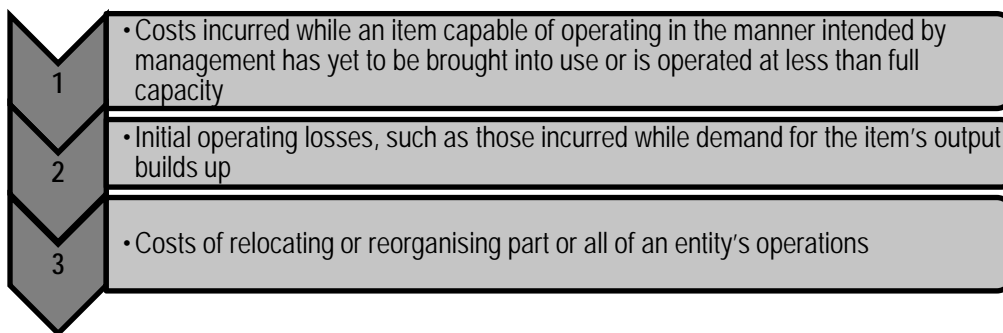 1
• Costs incurred while an item capable of operating in the manner intended by
management has yet to be brought into use or is operated at less than full
capacity
2
• Initial operating losses, such as those incurred while demand for the item’s output
builds up
3
• Costs of relocating or reorganising part or all of an entity’s operations